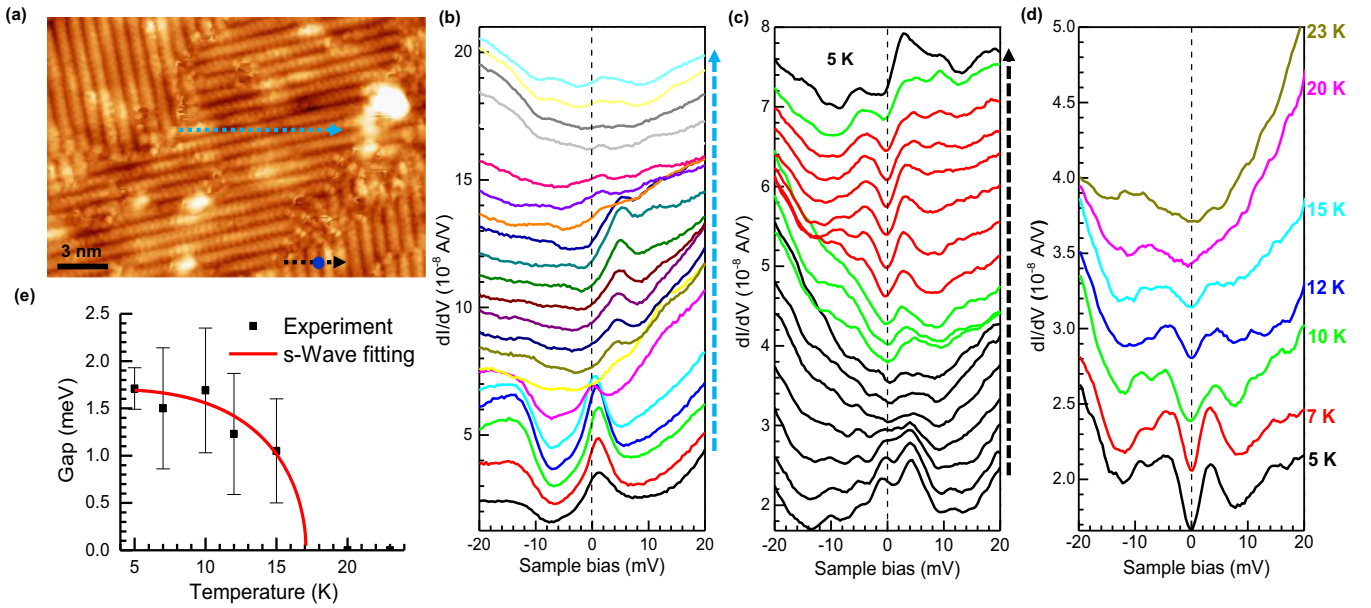 (a)
3 nm
(b)
20
15
10
5
dI/dV (10⁻⁸ A/V)
-20
-10
0
10
20
Sample bias (mV)
(c)
5 K
8
7
6
5
4
3
2
dI/dV (10⁻⁸ A/V)
-20
-10
0
10
20
Sample bias (mV)
(d)
5.0
4.5
4.0
3.5
3.0
2.5
2.0
dI/dV (10⁻⁸ A/V)
23 K
20 K
15 K
12 K
10 K
7 K
5 K
-20
-10
0
10
20
Sample bias (mV)
(e)
2.5
2.0
1.5
1.0
0.5
0.0
Gap (meV)
Experiment
s-Wave fitting
5
10
15
20
Temperature (K)